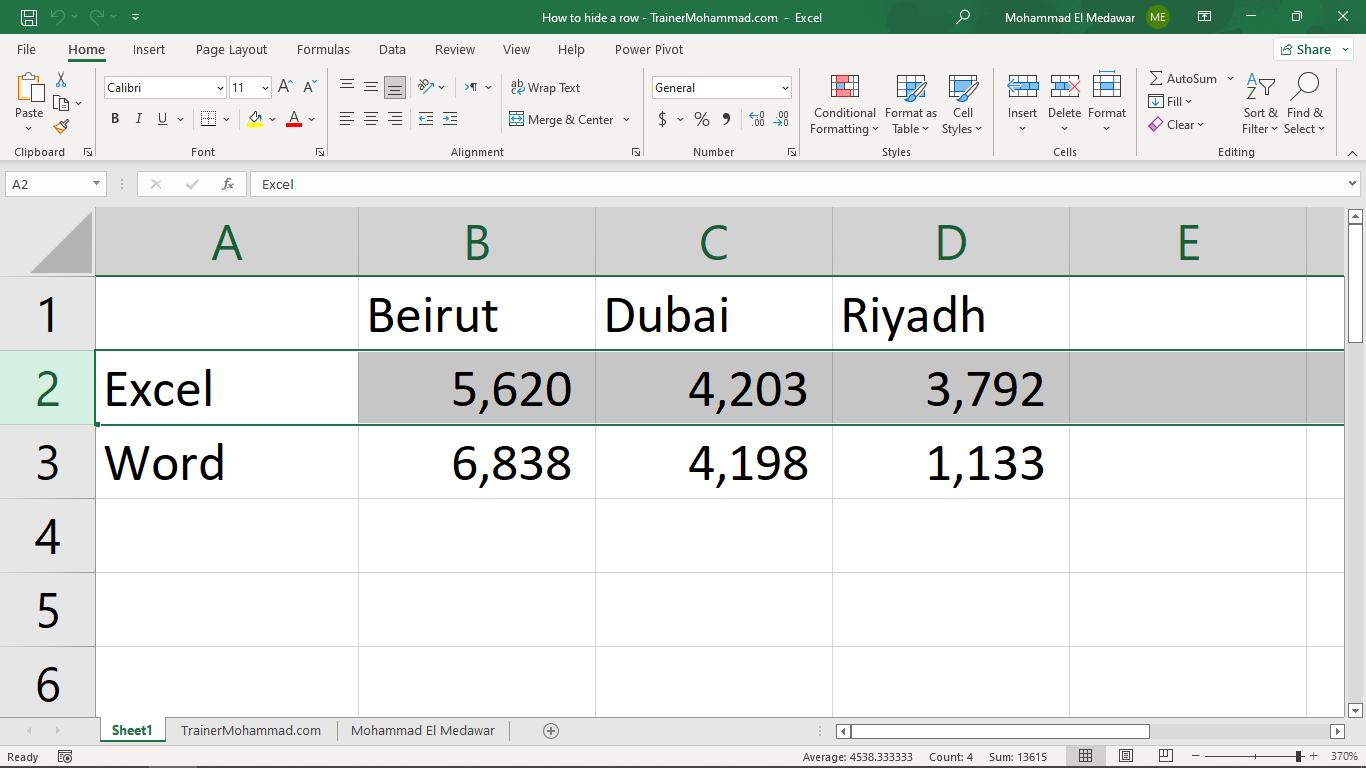 How to hide a row - TrainerMohammad.com - Excel
Mohammad El Medawar ME
File Home Insert Page Layout Formulas Data Review View Help Power Pivot Share
Paste
Clipboard
Calibri 11
B I U A
Font
ab Wrap Text
Merge & Center
Alignment
General
$ % 9 .00 .00
Number
Conditional Formatting
Format as Table
Cell Styles
Styles
Insert Delete Format
Cells
AutoSum
Fill
Clear
Sort & Filter
Find & Select
Editing
A2 fx Excel
A B C D E
1 Beirut Dubai Riyadh
2 Excel 5,620 4,203 3,792
3 Word 6,838 4,198 1,133
4
5
6
Sheet1 TrainerMohammad.com Mohammad El Medawar
Ready Average: 4538.333333 Count: 4 Sum: 13615 370%